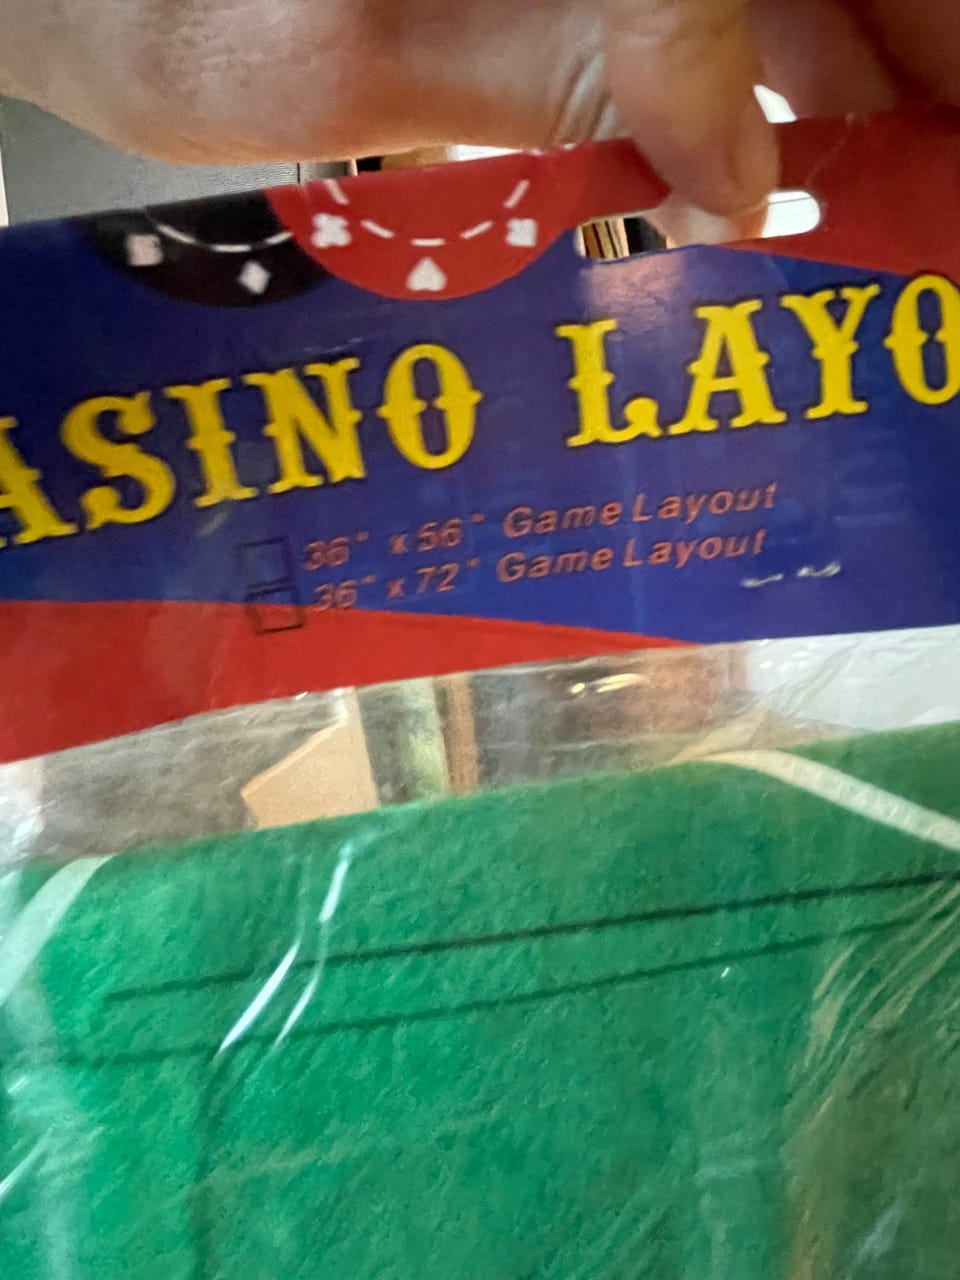 ASINO LAYO
36" x 56" Game Layout
36" x 72" Game Layout